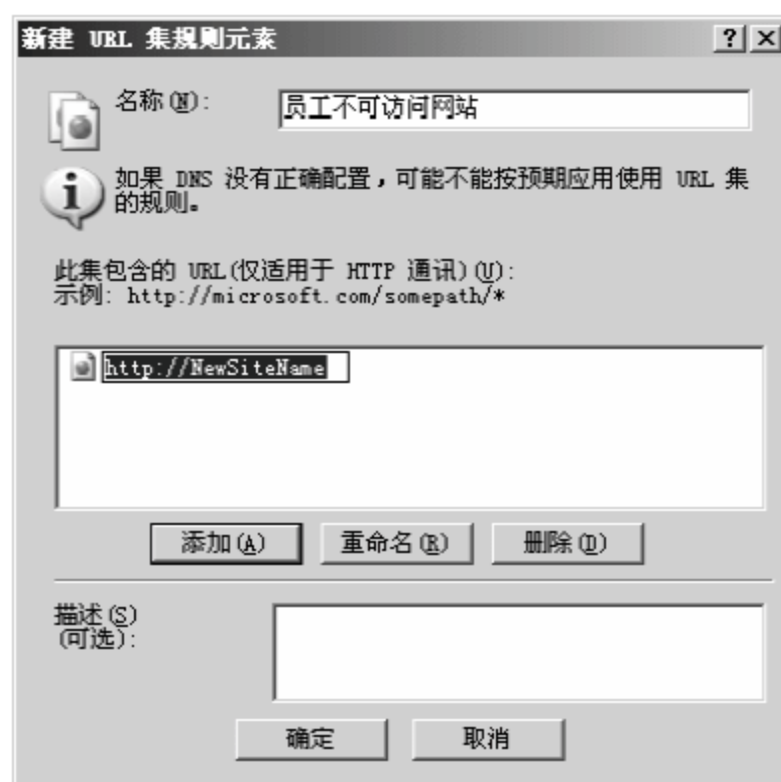 新建 URL 集规则元素
名称(N):
员工不可访问网站
如果 DNS 没有正确配置，可能不能按预期应用使用 URL 集
的规则。
此集包含的 URL(仅适用于 HTTP 通讯)(U):
示例: http://microsoft.com/somepath/*
http://NewSiteName
添加(A)
重命名(R)
删除(D)
描述(S)
(可选):
确定
取消